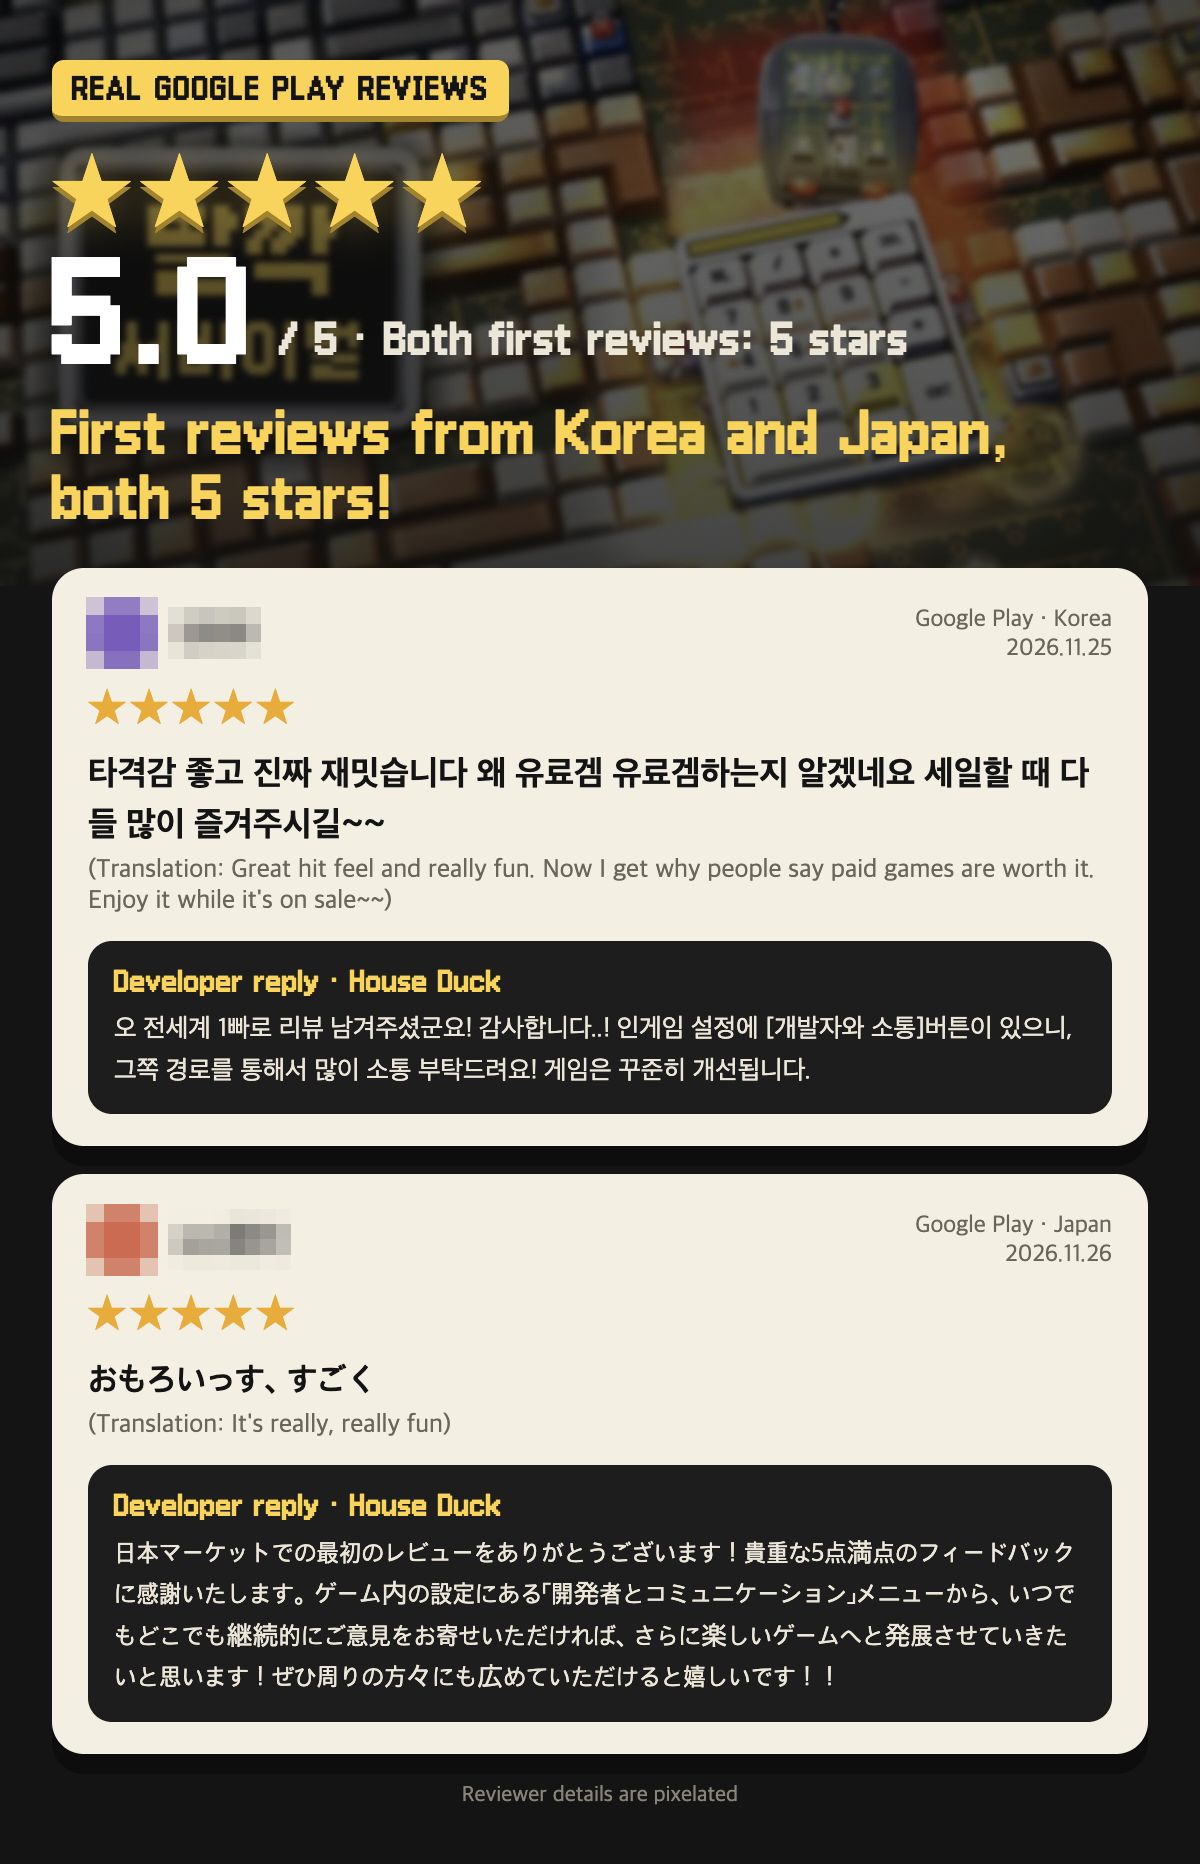 REAL GOOGLE PLAY REVIEWS
5.0 / 5 · Both first reviews: 5 stars
First reviews from Korea and Japan,
both 5 stars!
Google Play · Korea
2026.11.25
타격감 좋고 진짜 재밋습니다 왜 유료겜 유료겜하는지 알겠네요 세일할 때 다
들 많이 즐겨주시길~~
(Translation: Great hit feel and really fun. Now I get why people say paid games are worth it.
Enjoy it while it's on sale~~)
Developer reply · House Duck
오 전세계 1빠로 리뷰 남겨주셨군요! 감사합니다..! 인게임 설정에 [개발자와 소통]버튼이 있으니,
그쪽 경로를 통해서 많이 소통 부탁드려요! 게임은 꾸준히 개선됩니다.
Google Play · Japan
2026.11.26
おもろいっす、すごく
(Translation: It's really, really fun)
Developer reply · House Duck
日本マーケットでの最初のレビューをありがとうございます！貴重な5点満点のフィードバック
に感謝いたします。ゲーム内の設定にある「開発者とコミュニケーション」メニューから、いつで
もどこでも継続的にご意見をお寄せいただければ、さらに楽しいゲームへと発展させていきた
いと思います！ぜひ周りの方々にも広めていただけると嬉しいです！！
Reviewer details are pixelated